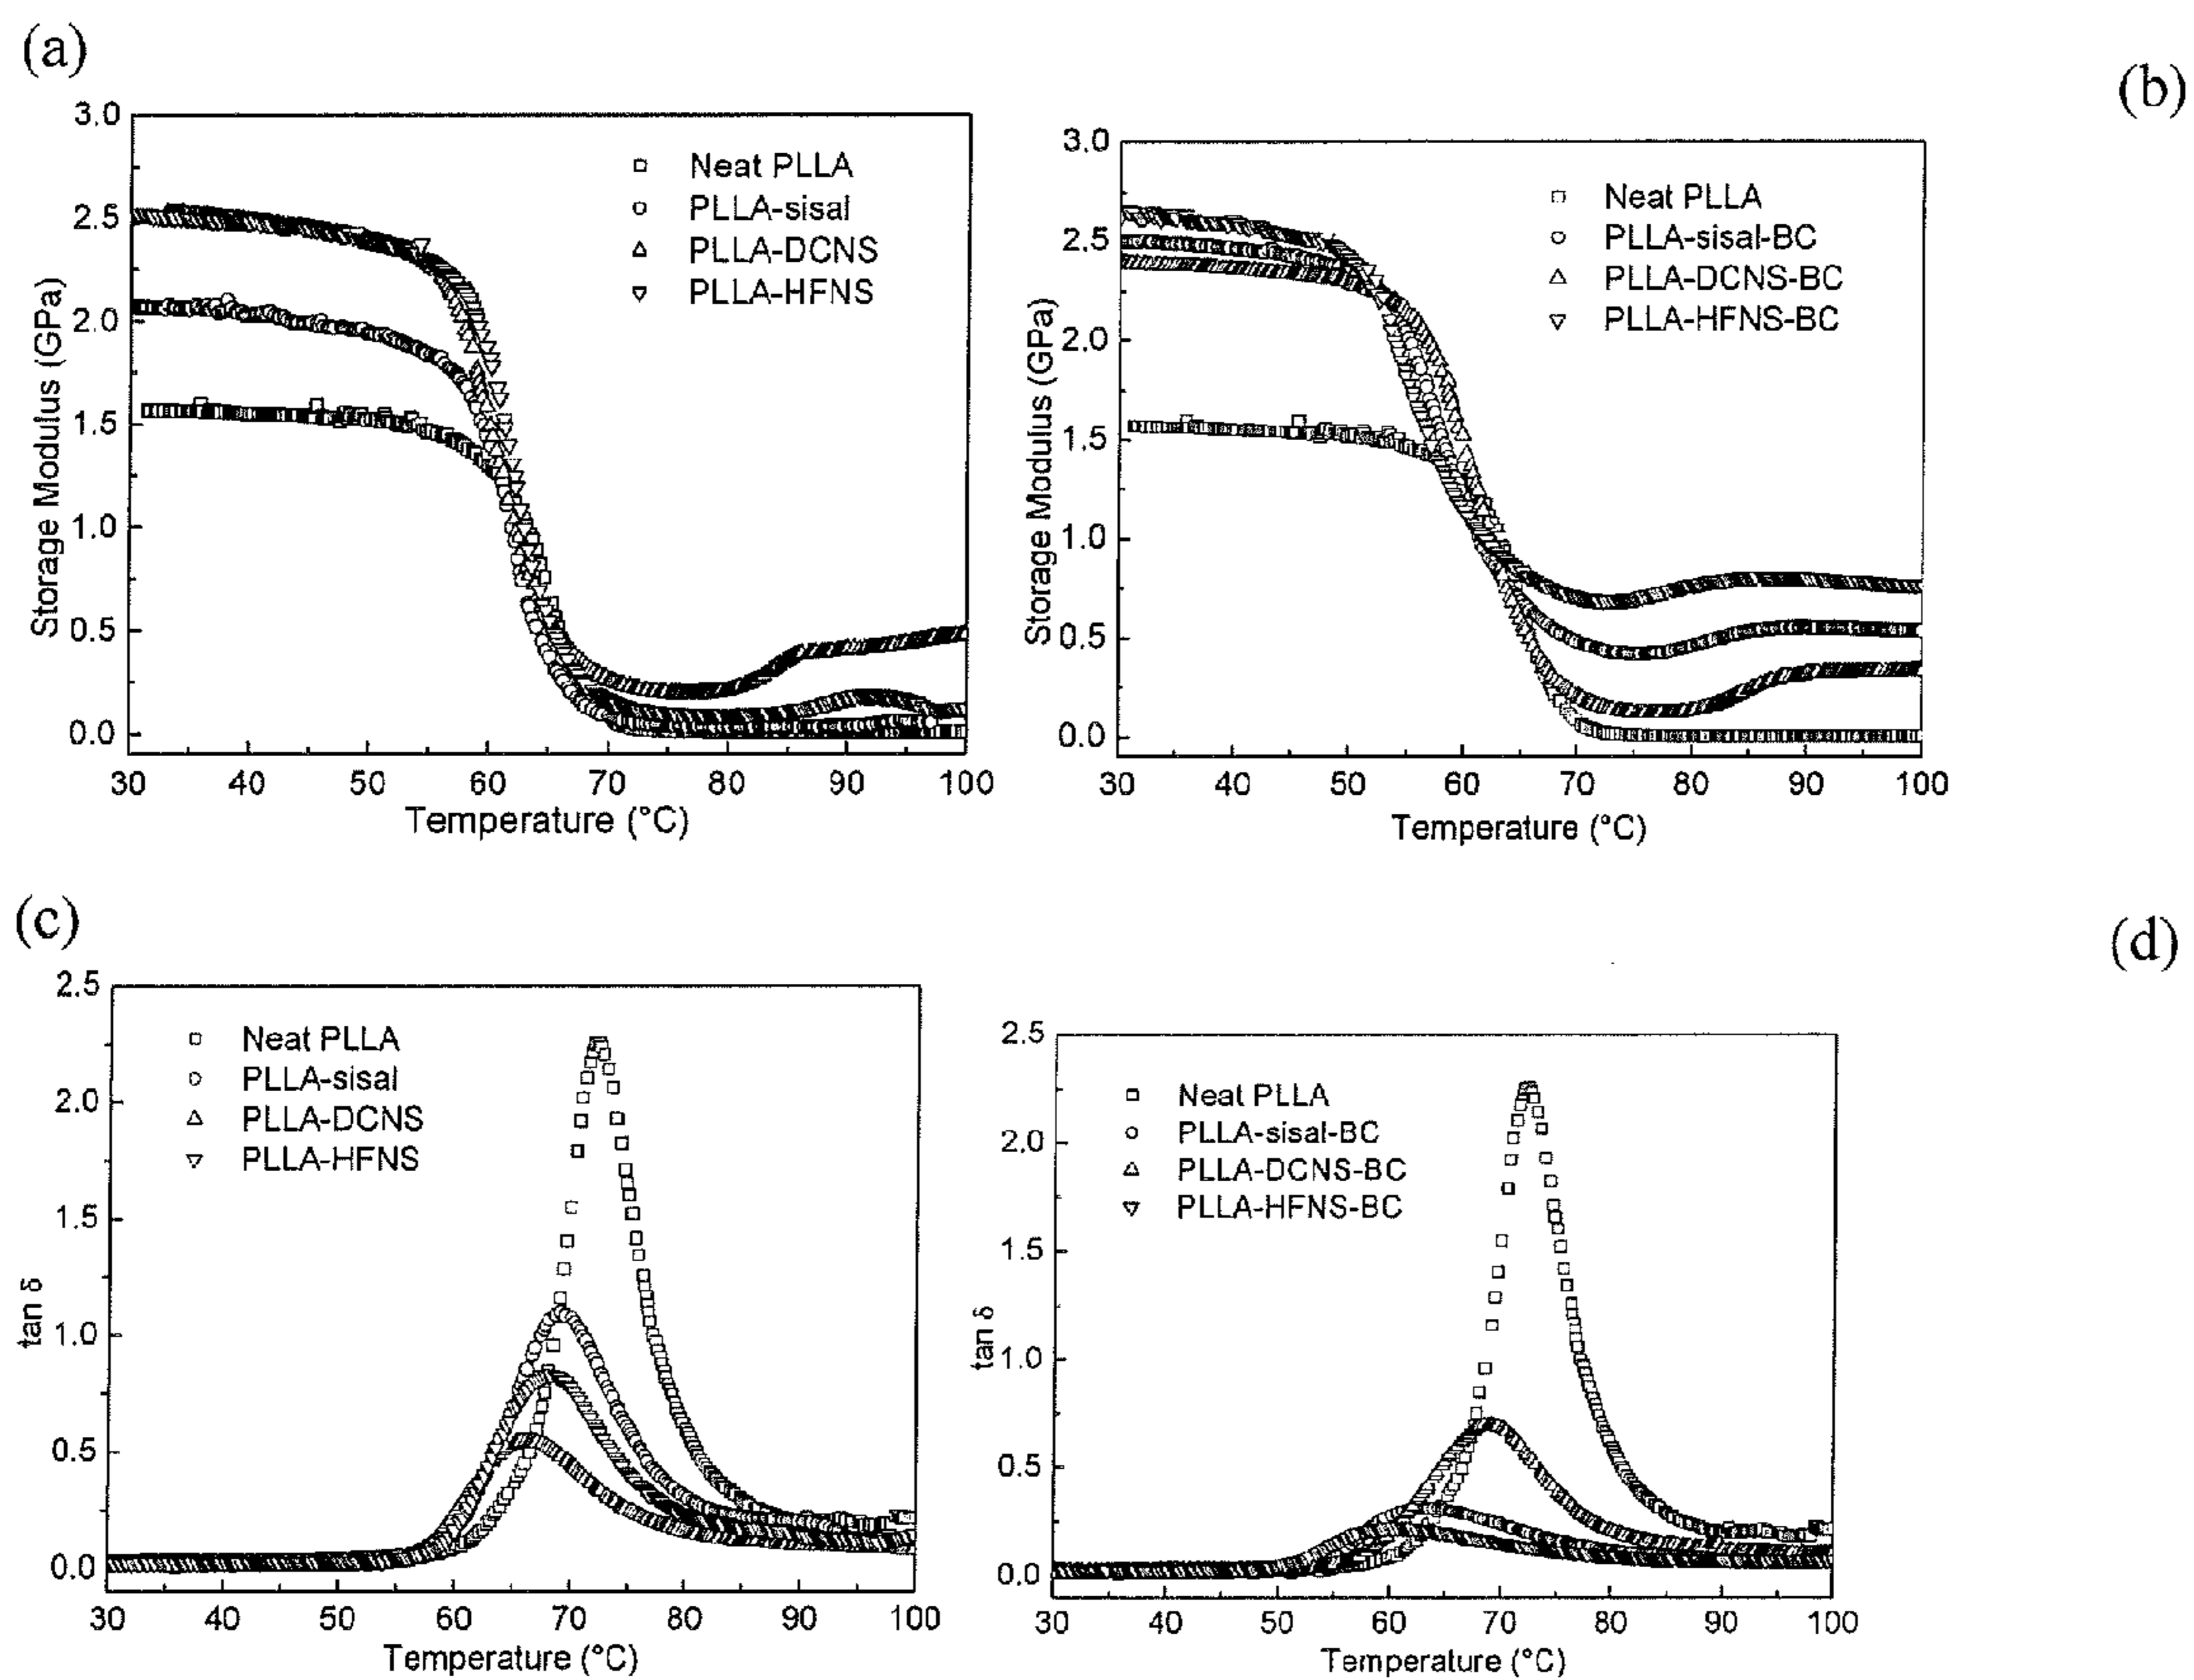 (a)
3.0
2.5
2.0
1.5
1.0
0.5
0.0
Storage Modulus (GPa)
Neat PLLA
PLLA-sisal
PLLA-DCNS
PLLA-HFNS
30 40 50 60 70 80 90 100
Temperature (°C)
(b)
3.0
2.5
2.0
1.5
1.0
0.5
0.0
Storage Modulus (GPa)
Neat PLLA
PLLA-sisal-BC
PLLA-DCNS-BC
PLLA-HFNS-BC
30 40 50 60 70 80 90 100
Temperature (°C)
(c)
2.5
2.0
1.5
1.0
0.5
0.0
tan δ
Neat PLLA
PLLA-sisal
PLLA-DCNS
PLLA-HFNS
30 40 50 60 70 80 90 100
Temperature (°C)
(d)
2.5
2.0
1.5
1.0
0.5
0.0
tan δ
Neat PLLA
PLLA-sisal-BC
PLLA-DCNS-BC
PLLA-HFNS-BC
30 40 50 60 70 80 90 100
Temperature (°C)